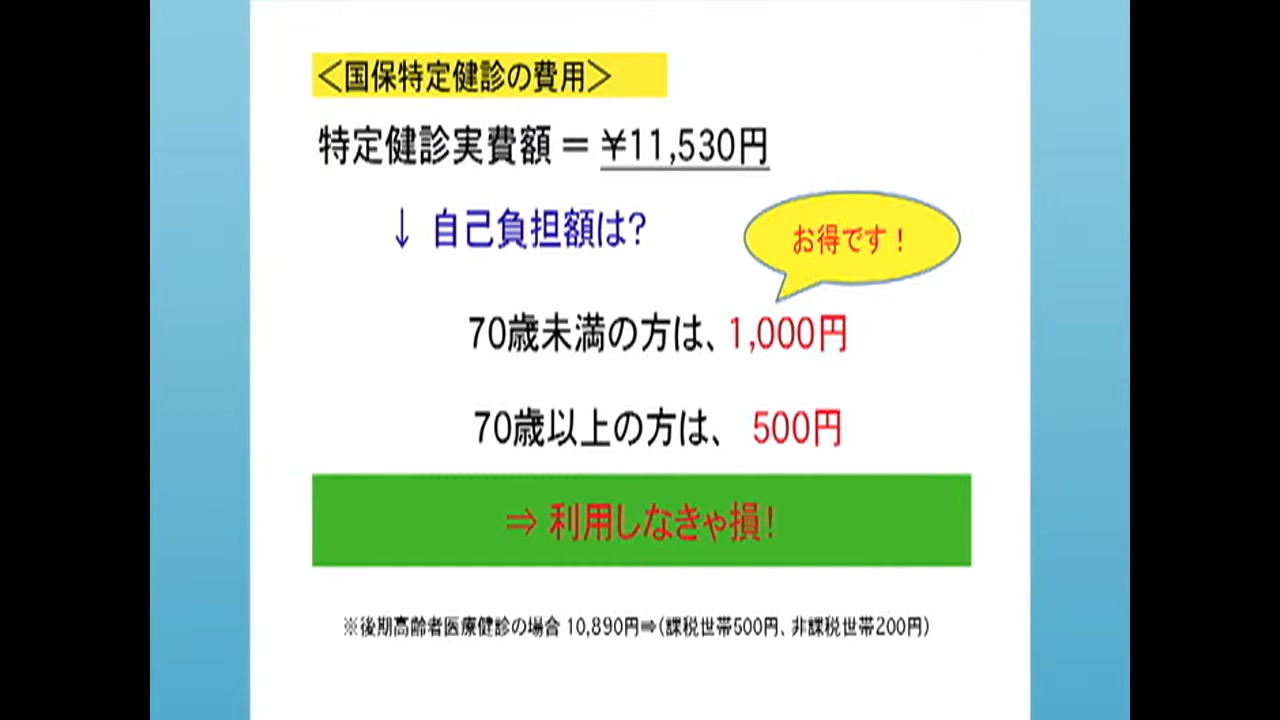 ＜国保特定健診の費用＞
特定健診実費額 ＝ ￥11,530円
↓ 自己負担額は?
お得です！
70歳未満の方は、1,000円
70歳以上の方は、 500円
⇒ 利用しなきゃ損!
※後期高齢者医療健診の場合 10,890円⇒(課税世帯500円、非課税世帯200円)